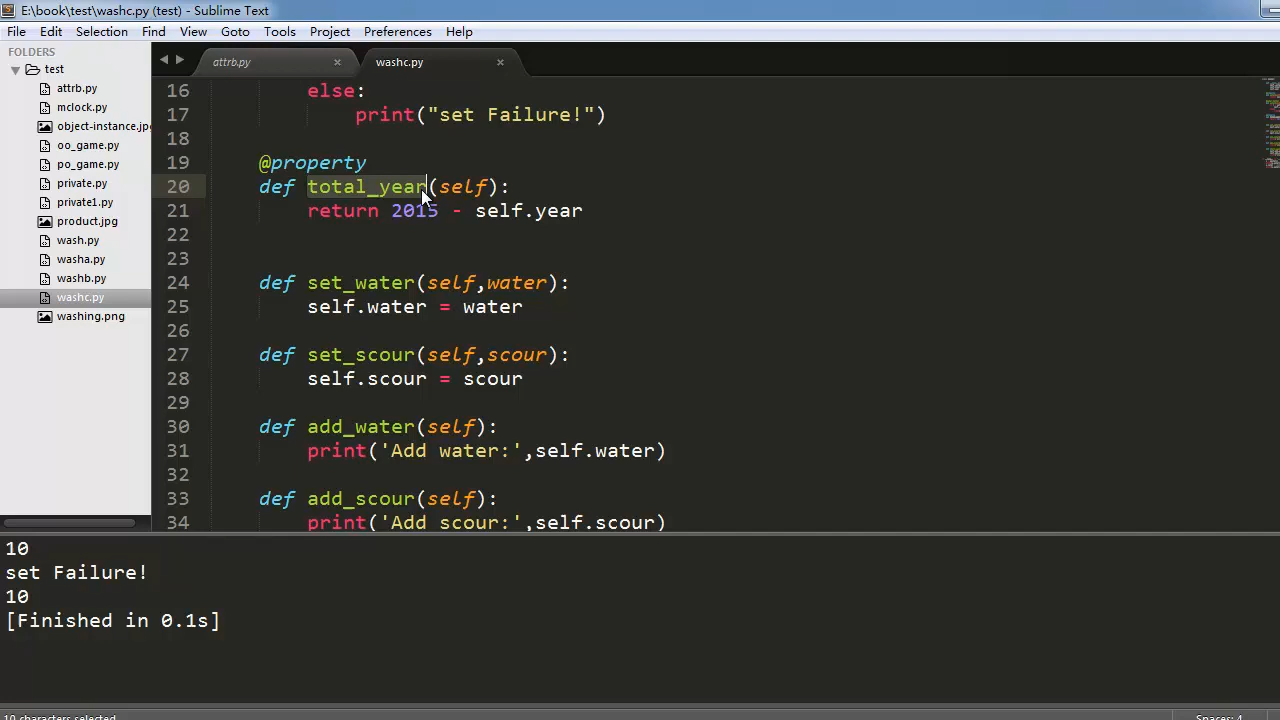 E:\book\test\washc.py (test) - Sublime Text
File Edit Selection Find View Goto Tools Project Preferences Help
FOLDERS
test
attrb.py
mclock.py
object-instance.jpg
oo_game.py
po_game.py
private.py
private1.py
product.jpg
wash.py
washa.py
washb.py
washc.py
washing.png
attrb.py × washc.py ×
16 else:
17 print("set Failure!")
18
19 @property
20 def total_year(self):
21 return 2015 - self.year
22
23
24 def set_water(self,water):
25 self.water = water
26
27 def set_scour(self,scour):
28 self.scour = scour
29
30 def add_water(self):
31 print('Add water:',self.water)
32
33 def add_scour(self):
34 print('Add scour:',self.scour)
10
set Failure!
10
[Finished in 0.1s]
10 characters selected
Spaces: 4